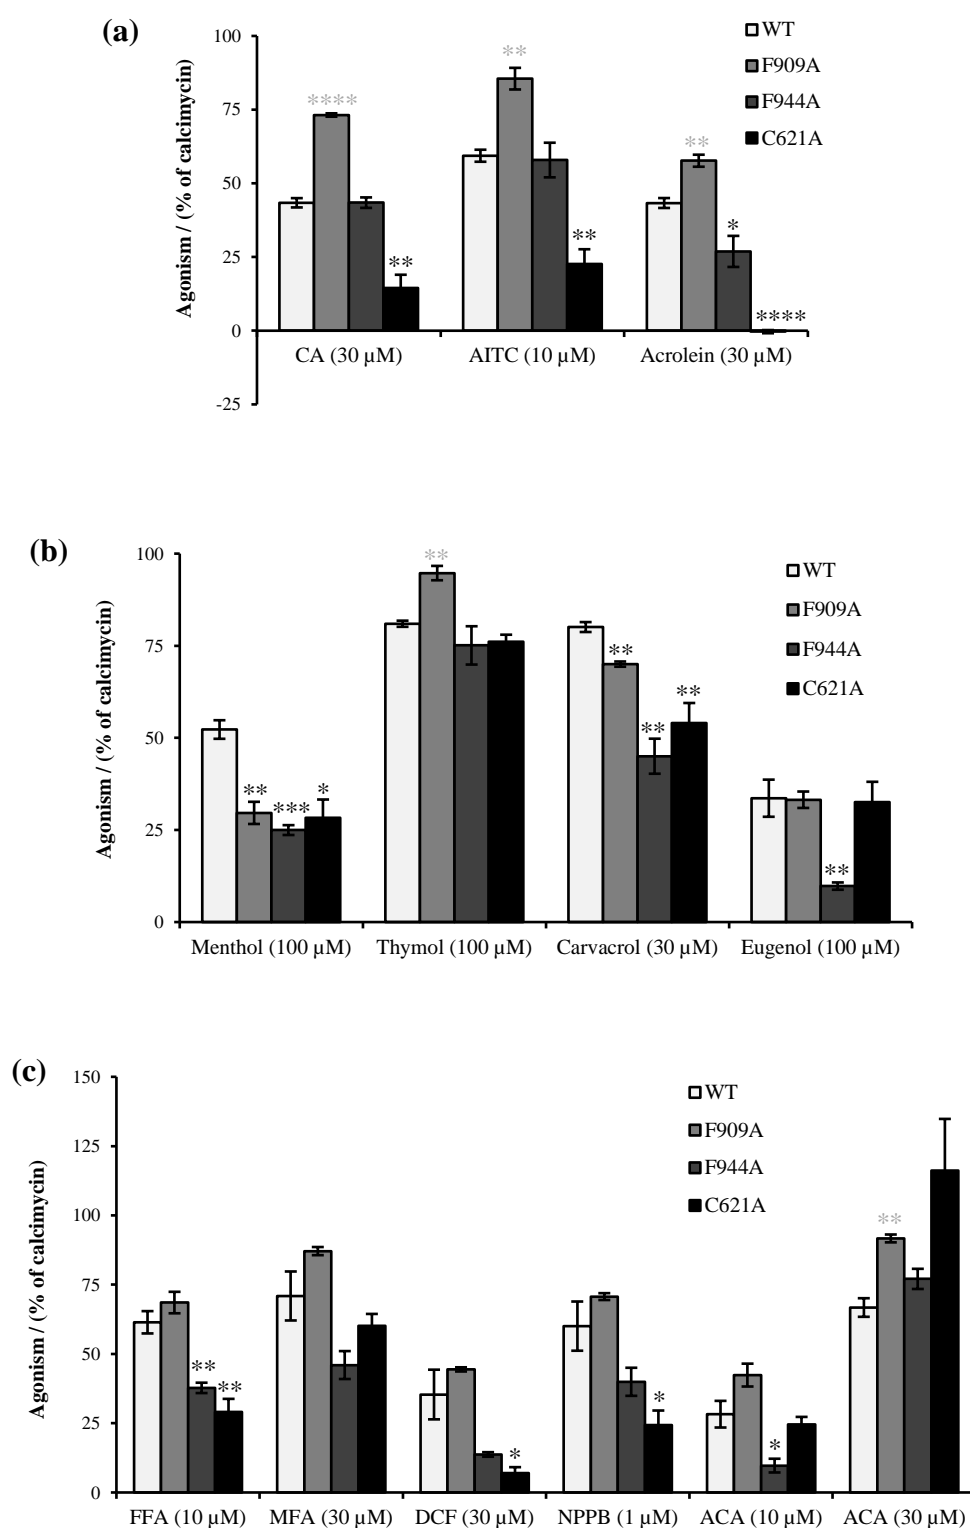 (a)
Agonism / (% of calcimycin)
100
75
50
25
0
-25
WT
F909A
F944A
C621A
****
**
**
**
**
*
****
CA (30 µM)
AITC (10 µM)
Acrolein (30 µM)
(b)
Agonism / (% of calcimycin)
100
75
50
25
0
WT
F909A
F944A
C621A
**
***
*
**
**
**
**
**
Menthol (100 µM)
Thymol (100 µM)
Carvacrol (30 µM)
Eugenol (100 µM)
(c)
Agonism / (% of calcimycin)
150
125
100
75
50
25
0
WT
F909A
F944A
C621A
**
**
*
*
*
**
FFA (10 µM)
MFA (30 µM)
DCF (30 µM)
NPPB (1 µM)
ACA (10 µM)
ACA (30 µM)